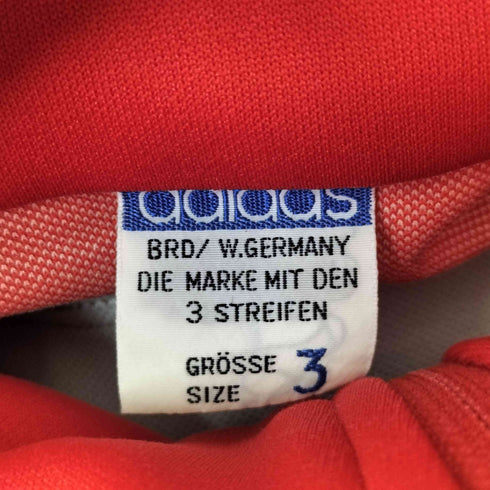 adidas
BRD/ W.GERMANY
DIE MARKE MIT DEN
3 STREIFEN
GRÖSSE
SIZE 3